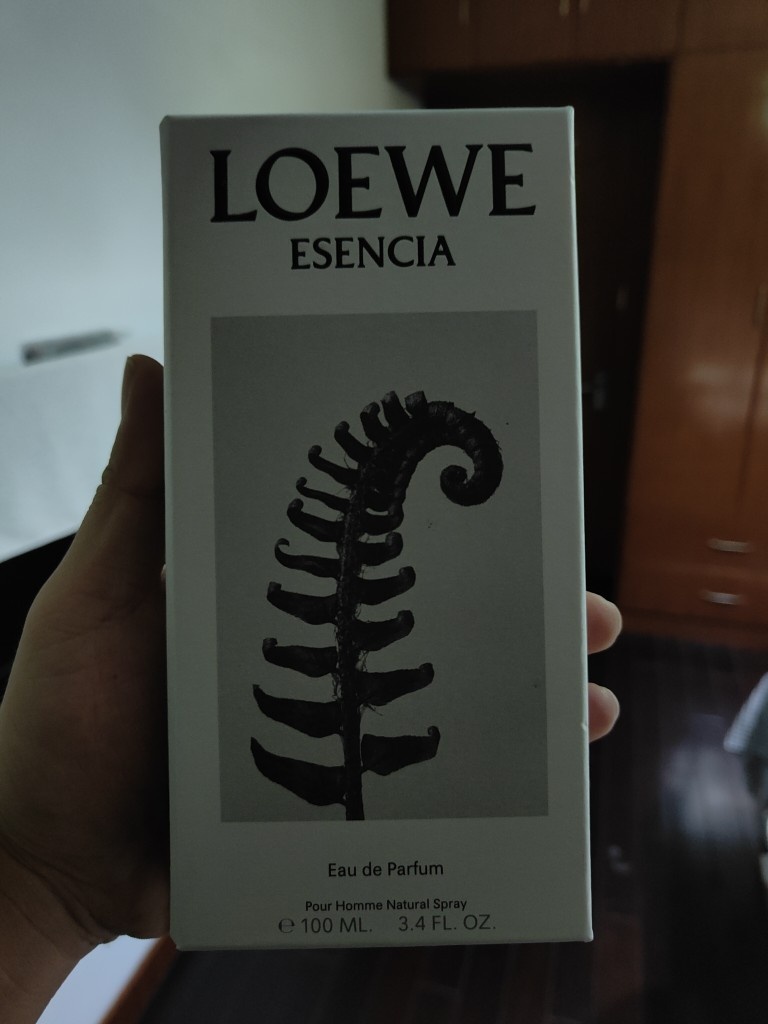 LOEWE
ESENCIA
Eau de Parfum
Pour Homme Natural Spray
℮ 100 ML. 3.4 FL. OZ.